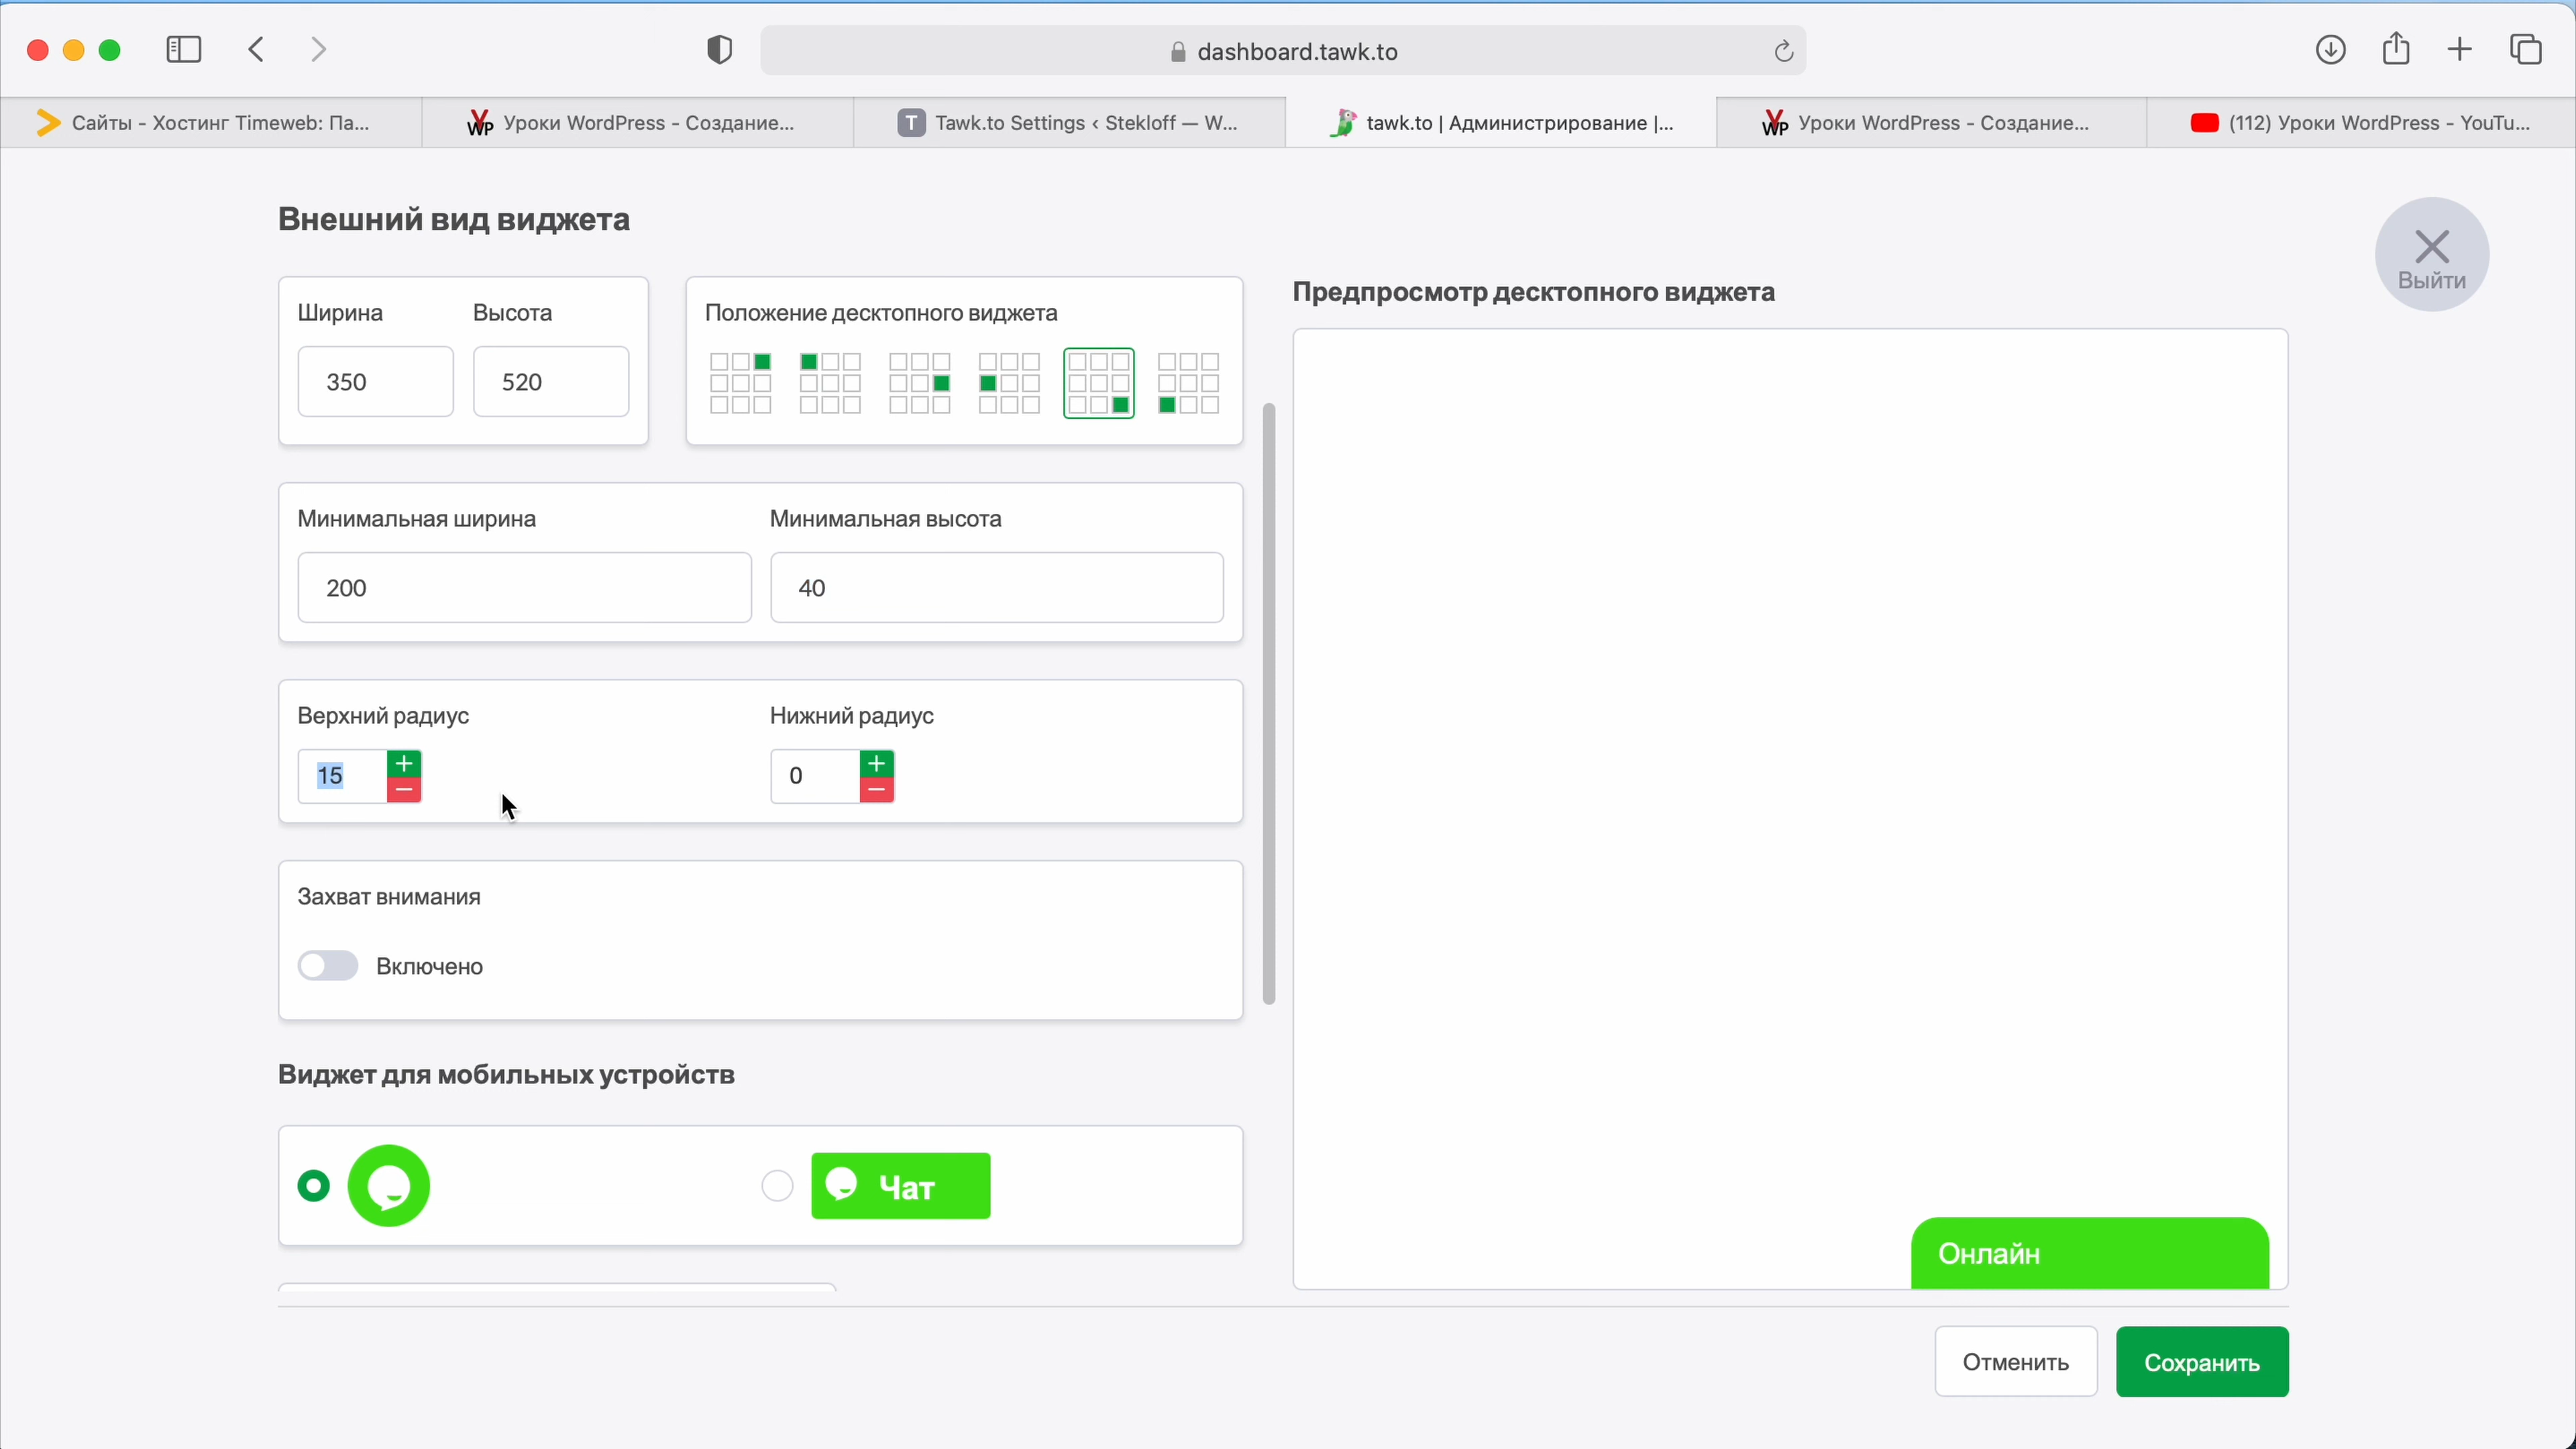 dashboard.tawk.to
Сайты - Хостинг Timeweb: Па...
Уроки WordPress - Создание...
Tawk.to Settings ‹ Stekloff — W...
tawk.to | Администрирование |...
Уроки WordPress - Создание...
(112) Уроки WordPress - YouTu...
Внешний вид виджета
Выйти
Ширина
Высота
350
520
Положение десктопного виджета
Предпросмотр десктопного виджета
Минимальная ширина
Минимальная высота
200
40
Верхний радиус
Нижний радиус
15
0
Захват внимания
Включено
Виджет для мобильных устройств
Чат
Онлайн
Отменить
Сохранить